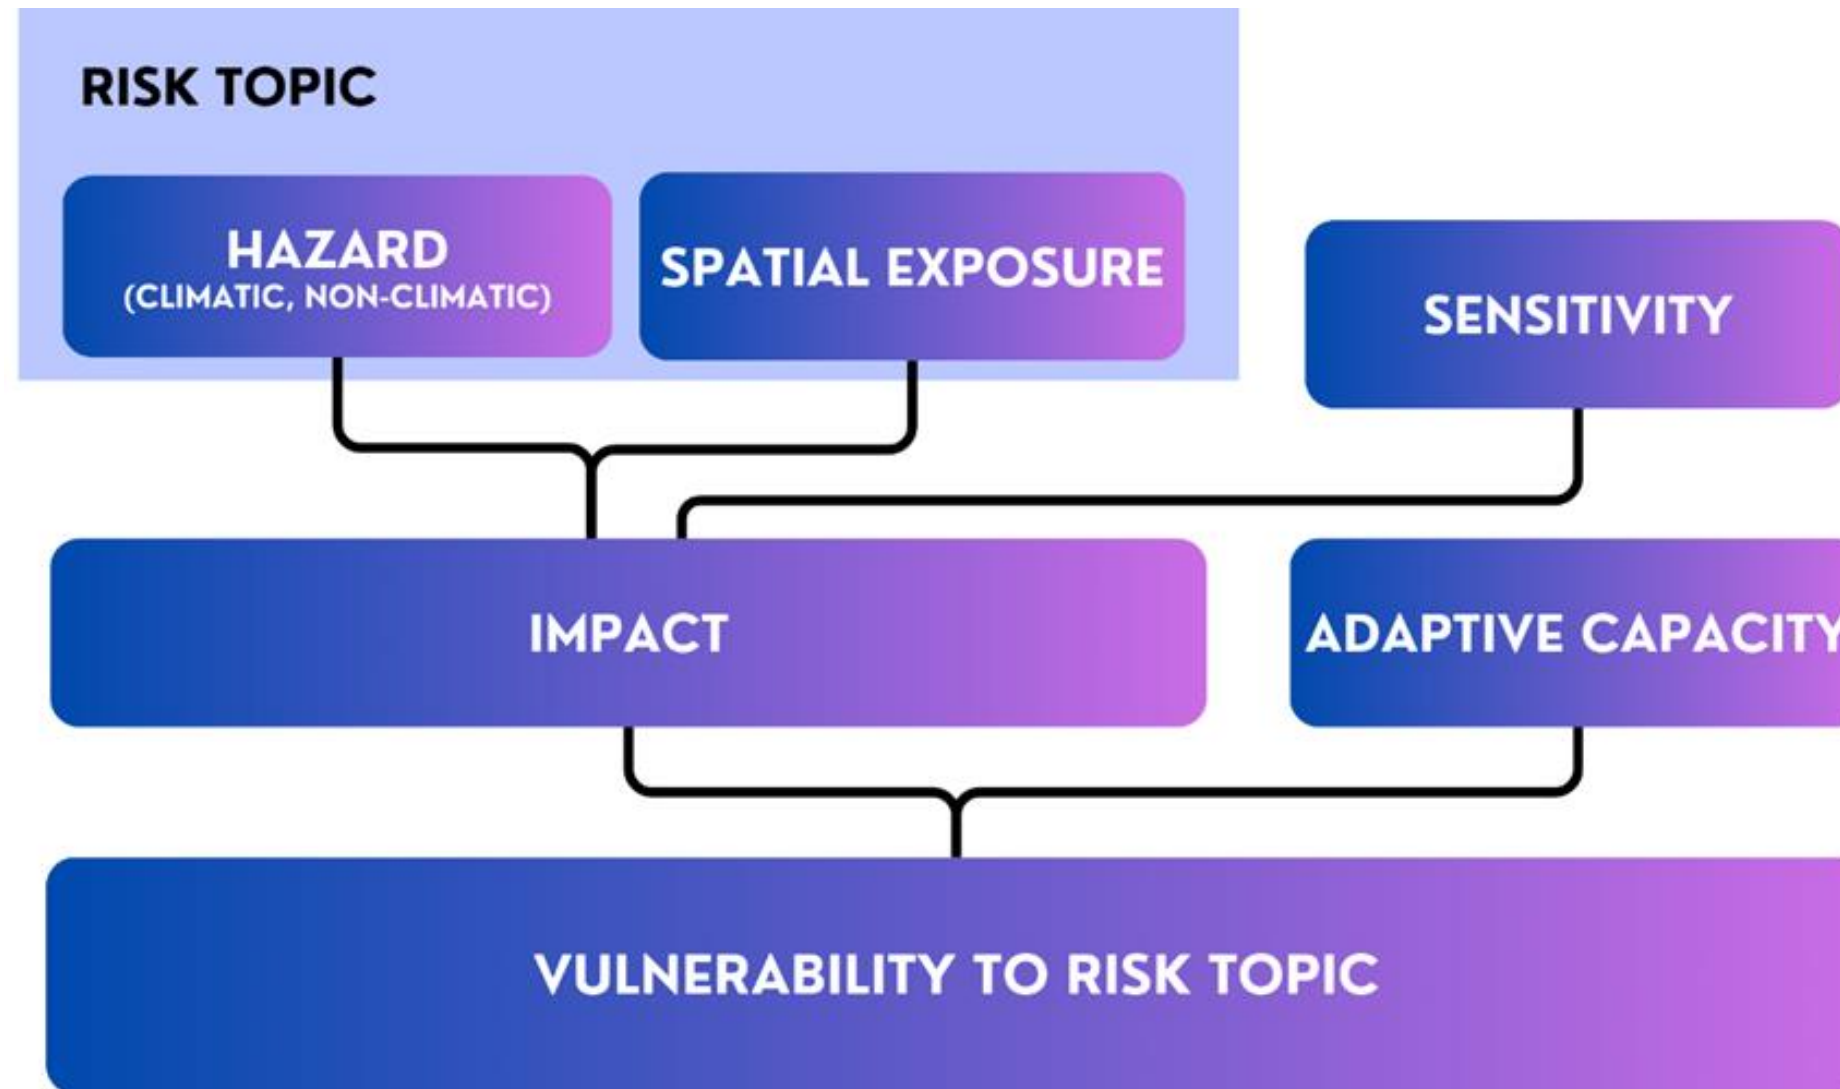 RISK TOPIC
HAZARD
(CLIMATIC, NON-CLIMATIC)
SPATIAL EXPOSURE
SENSITIVITY
IMPACT
ADAPTIVE CAPACITY
VULNERABILITY TO RISK TOPIC